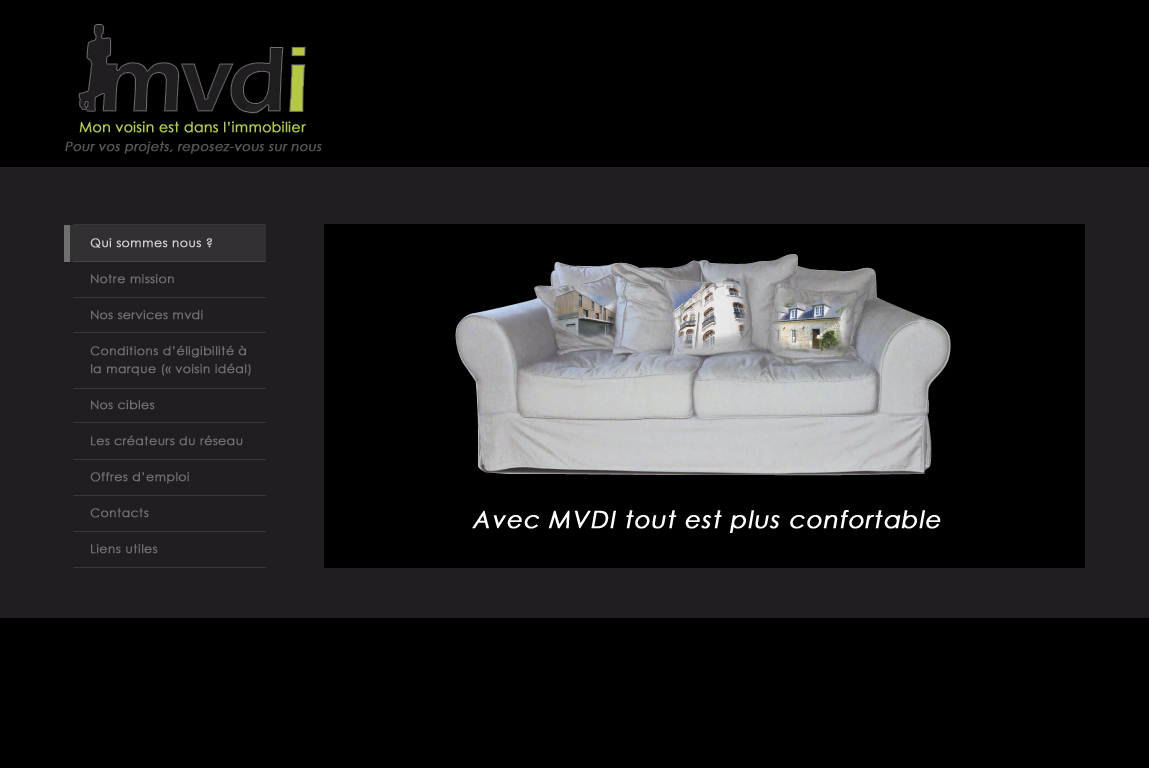 mvdi
Mon voisin est dans l'immobilier
Pour vos projets, reposez-vous sur nous
Qui sommes nous ?
Notre mission
Nos services mvdi
Conditions d'éligibilité à
la marque (« voisin idéal)
Nos cibles
Les créateurs du réseau
Offres d'emploi
Contacts
Liens utiles
Avec MVDI tout est plus confortable